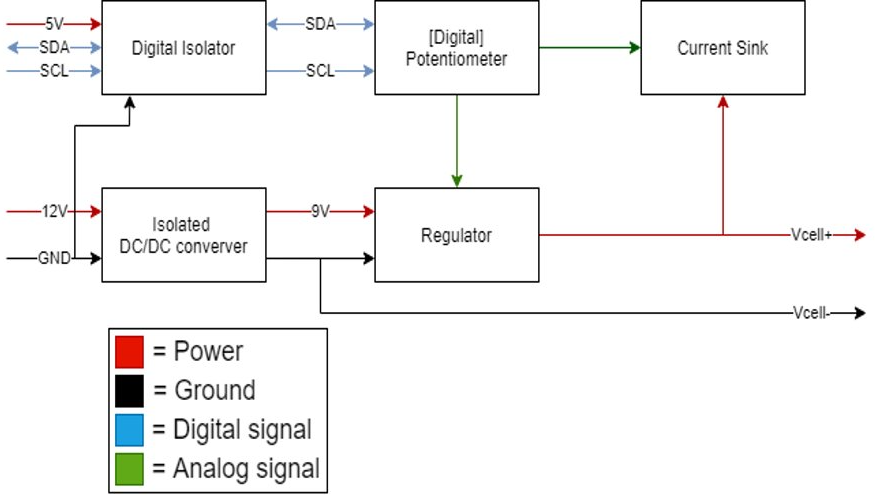 5V
SDA
SCL
Digital Isolator
SDA
SCL
[Digital]
Potentiometer
Current Sink
12V
GND
Isolated
DC/DC converver
9V
Regulator
Vcell+
Vcell-
= Power
= Ground
= Digital signal
= Analog signal